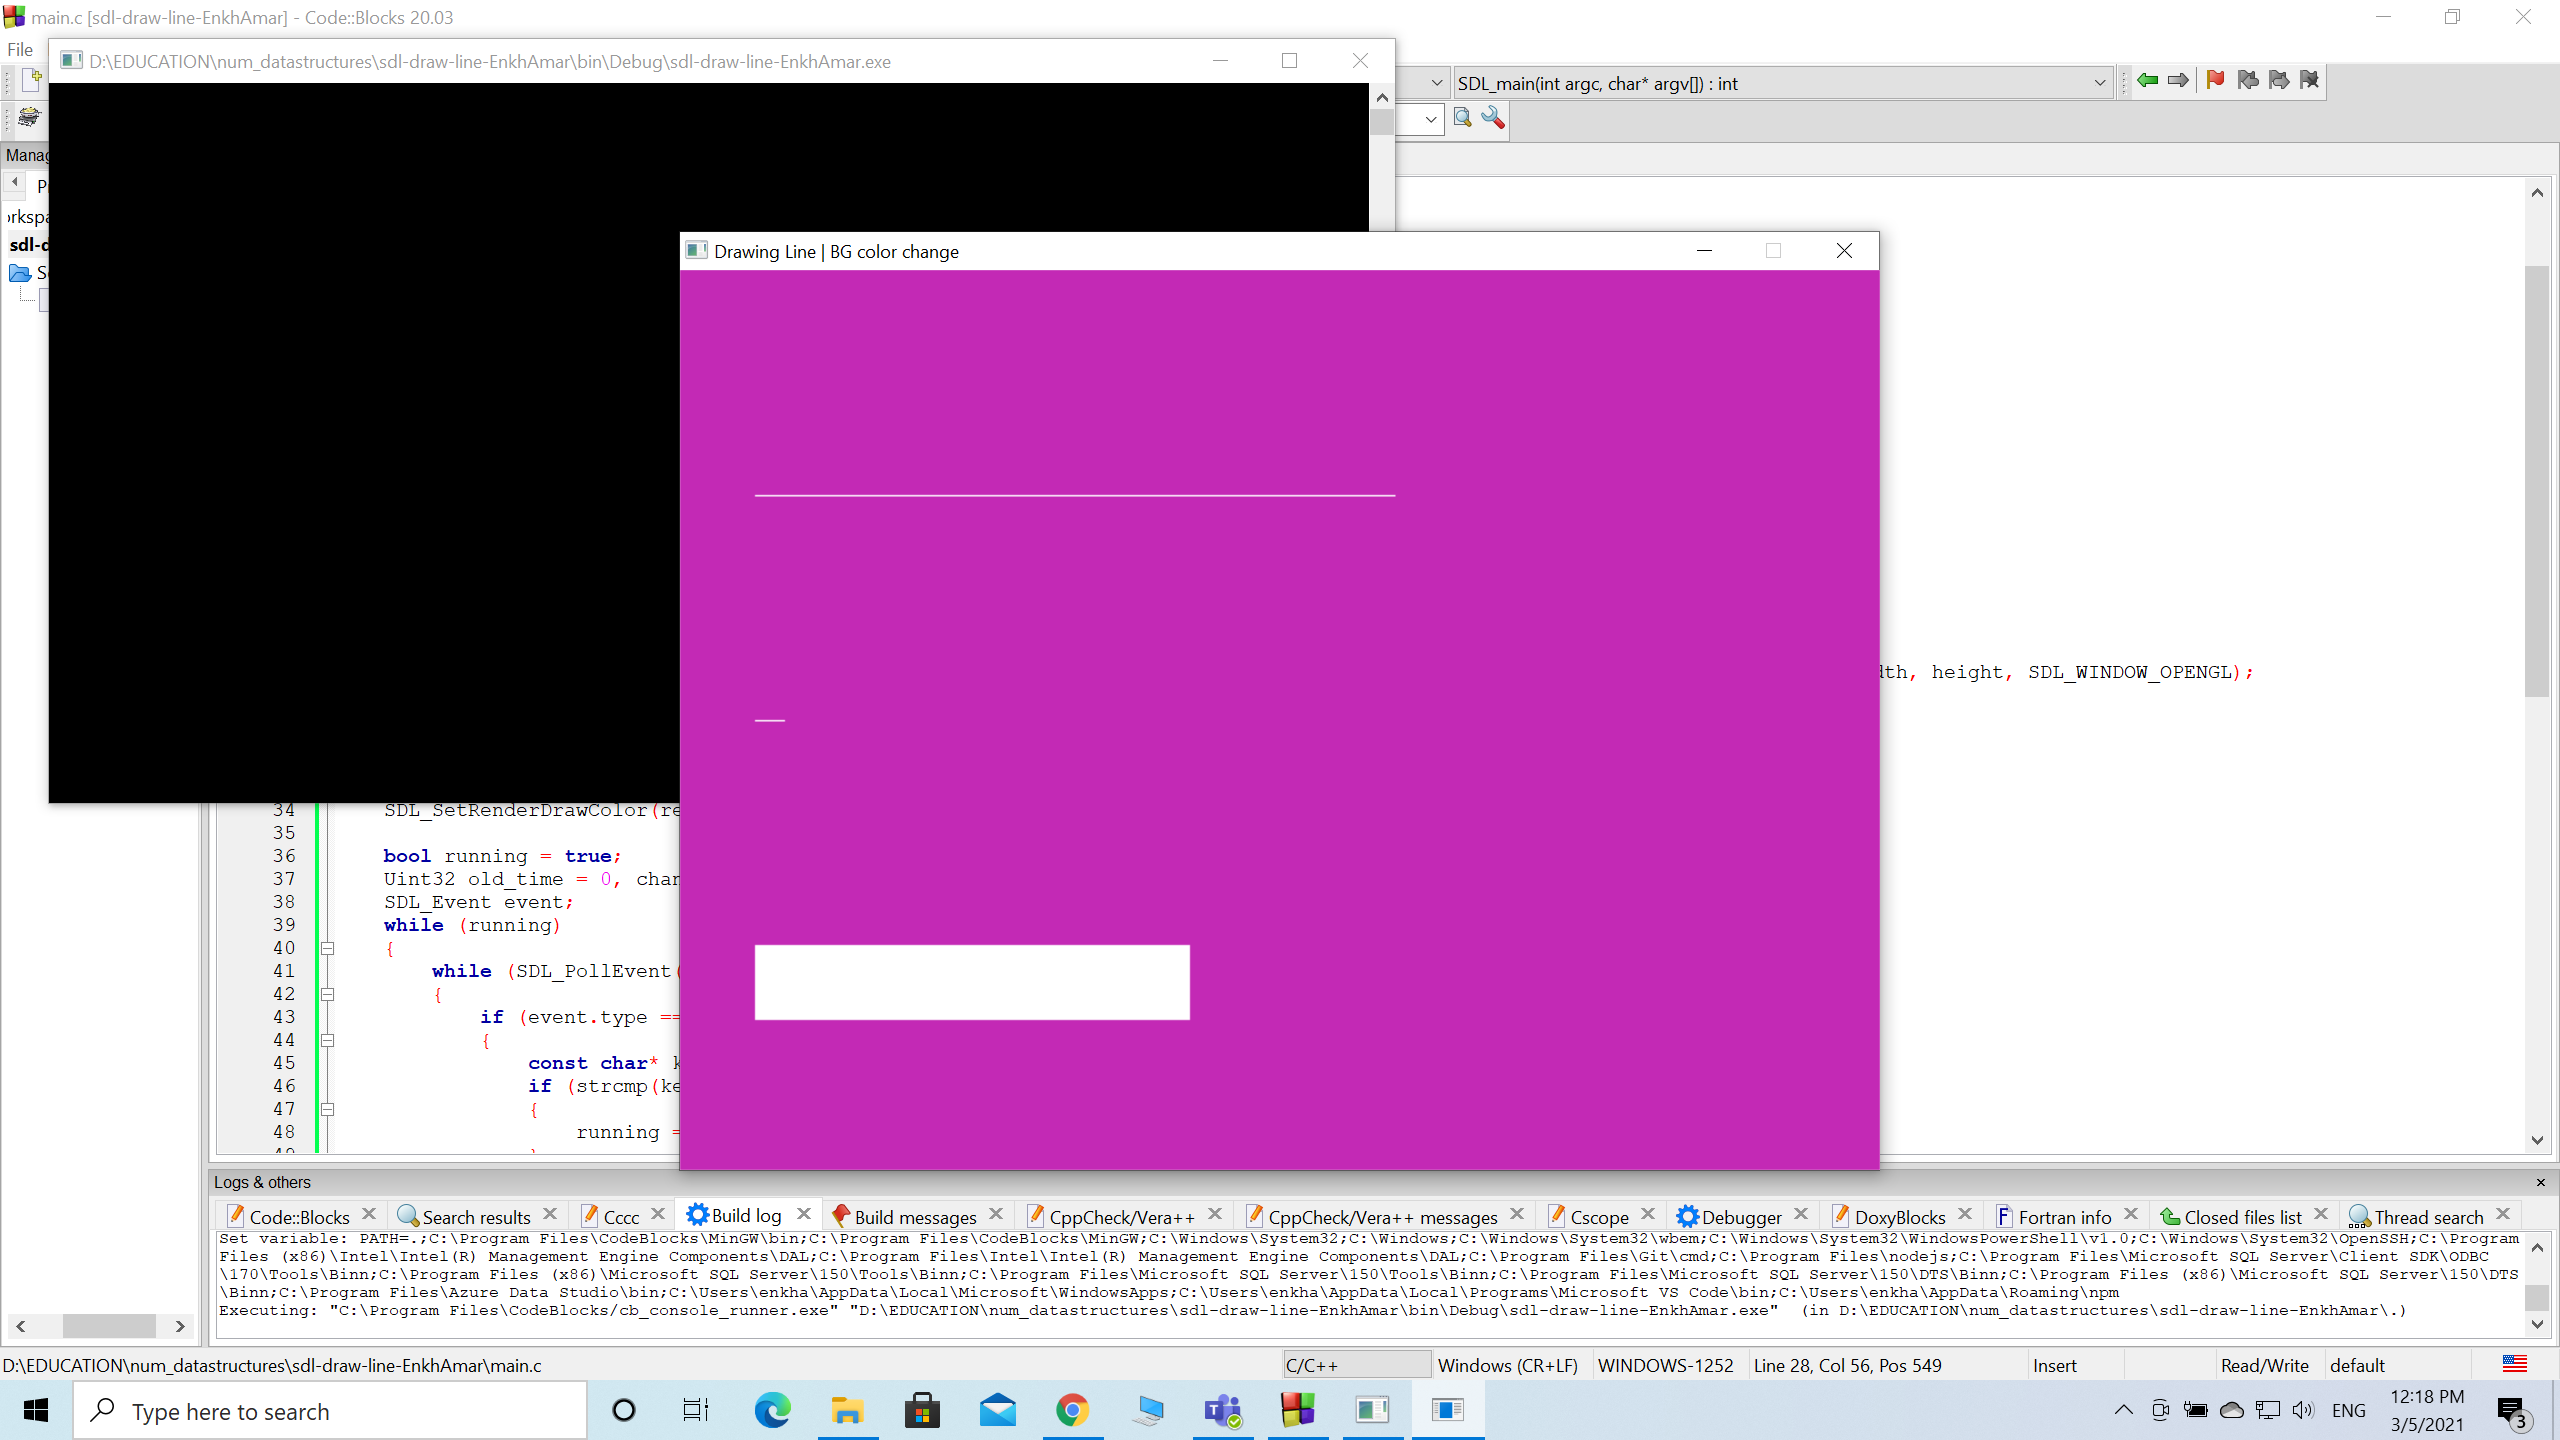 main.c [sdl-draw-line-EnkhAmar] - Code::Blocks 20.03
File
D:\EDUCATION\num_datastructures\sdl-draw-line-EnkhAmar\bin\Debug\sdl-draw-line-EnkhAmar.exe
SDL_main(int argc, char* argv[]) : int
Drawing Line | BG color change
height, SDL_WINDOW_OPENGL);
34 SDL_SetRenderDrawColor(
35
36 bool running = true;
37 Uint32 old_time = 0,
38 SDL_Event event;
39 while (running)
40 {
41 while (SDL_PollEvent(
42 {
43 if (event.type ==
44 {
45 const char*
46 if (strcmp(
47 {
48 running =
Logs & others
Code::Blocks Search results Cccc Build log Build messages CppCheck/Vera++ CppCheck/Vera++ messages Cscope Debugger DoxyBlocks Fortran info Closed files list Thread search
Set variable: PATH=.;C:\Program Files\CodeBlocks\MinGW\bin;C:\Program Files\CodeBlocks\MinGW;C:\Windows\System32;C:\Windows;C:\Windows\System32\wbem;C:\Windows\System32\WindowsPowerShell\v1.0;C:\Windows\System32\OpenSSH;C:\Program
Files (x86)\Intel\Intel(R) Management Engine Components\DAL;C:\Program Files\Intel\Intel(R) Management Engine Components\DAL;C:\Program Files\Git\cmd;C:\Program Files\nodejs;C:\Program Files\Microsoft SQL Server\Client SDK\ODBC
\170\Tools\Binn;C:\Program Files (x86)\Microsoft SQL Server\150\Tools\Binn;C:\Program Files\Microsoft SQL Server\150\Tools\Binn;C:\Program Files\Microsoft SQL Server\150\DTS\Binn;C:\Program Files (x86)\Microsoft SQL Server\150\DTS
\Binn;C:\Program Files\Azure Data Studio\bin;C:\Users\enkha\AppData\Local\Microsoft\WindowsApps;C:\Users\enkha\AppData\Local\Programs\Microsoft VS Code\bin;C:\Users\enkha\AppData\Roaming\npm
Executing: "C:\Program Files\CodeBlocks/cb_console_runner.exe" "D:\EDUCATION\num_datastructures\sdl-draw-line-EnkhAmar\bin\Debug\sdl-draw-line-EnkhAmar.exe" (in D:\EDUCATION\num_datastructures\sdl-draw-line-EnkhAmar\.)
D:\EDUCATION\num_datastructures\sdl-draw-line-EnkhAmar\main.c C/C++ Windows (CR+LF) WINDOWS-1252 Line 28, Col 56, Pos 549 Insert Read/Write default
Type here to search
ENG
12:18 PM
3/5/2021
3